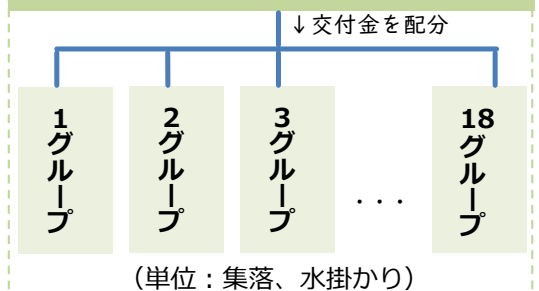 ↓交付金を配分
1グループ
2グループ
3グループ
・・・
18グループ
（単位：集落、水掛かり）